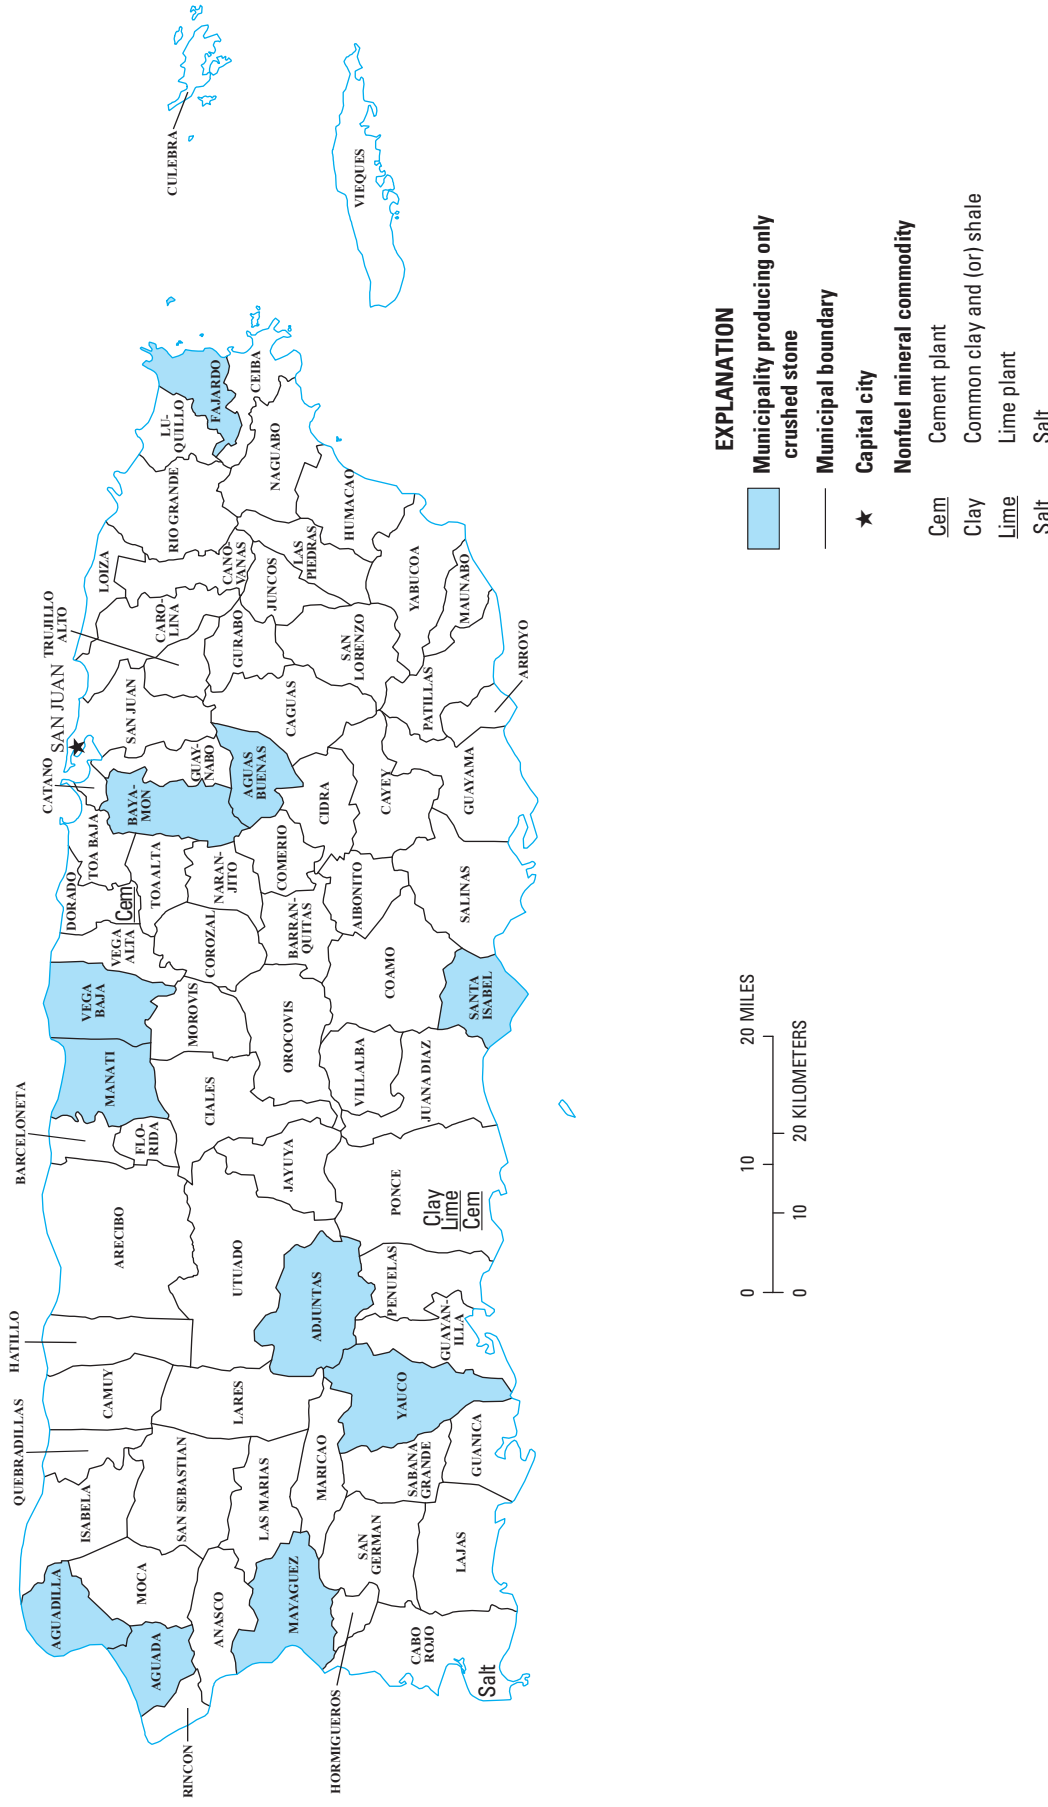 CULEBRA
VIEQUES
FAJARDO
CEIBA
LU-
QUILLO
NAGUABO
RIO GRANDE
HUMACAO
LOIZA
CANO-
VANAS
LAS
PIEDRAS
JUNCOS
YABUCOA
MAUNABO
TRUJILLO
ALTO
CARO-
LINA
GURABO
SAN
LORENZO
ARROYO
SAN JUAN
SAN JUAN
CAGUAS
PATILLAS
CATANO
GUAY-
NABO
AGUAS
BUENAS
BAYA-
MON
CIDRA
CAYEY
GUAYAMA
TOA BAJA
TOA ALTA
NARAN-
JITO
COMERIO
AIBONITO
SALINAS
DORADO
Cem
VEGA
ALTA
COROZAL
BARRAN-
QUITAS
COAMO
SANTA
ISABEL
VEGA
BAJA
MOROVIS
OROCOVIS
VILLALBA
JUANA DIAZ
MANATI
CIALES
BARCELONETA
FLO-
RIDA
JAYUYA
PONCE
Clay
Lime
Cem
ARECIBO
UTUADO
ADJUNTAS
PENUELAS
GUAYAN-
ILLA
HATILLO
CAMUY
LARES
YAUCO
QUEBRADILLAS
SAN SEBASTIAN
LAS MARIAS
MARICAO
SABANA
GRANDE
GUANICA
ISABELA
MOCA
SAN
GERMAN
LAJAS
AGUADILLA
AGUADA
ANASCO
MAYAGUEZ
CABO
ROJO
Salt
RINCON
HORMIGUEROS
0 10 20 MILES
0 10 20 KILOMETERS
EXPLANATION
Municipality producing only
crushed stone
Municipal boundary
Capital city
Nonfuel mineral commodity
Cem Cement plant
Clay Common clay and (or) shale
Lime Lime plant
Salt Salt